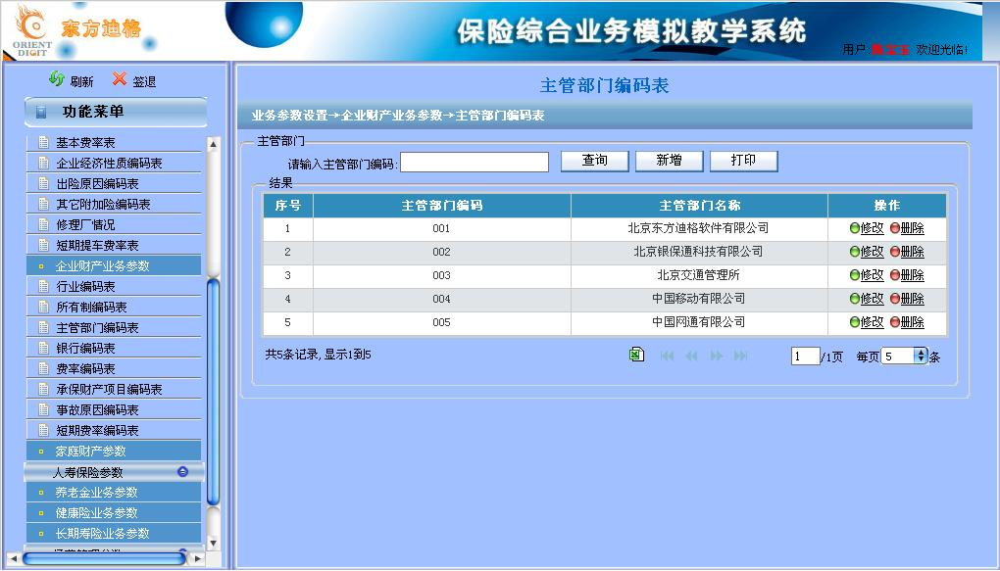 东方迪格
ORIENT
DIGIT
保险综合业务模拟教学系统
用户: 欢迎光临!
刷新 签退
功能菜单
基本费率表
企业经济性质编码表
出险原因编码表
其它附加险编码表
修理厂情况
短期提车费率表
企业财产业务参数
行业编码表
所有制编码表
主管部门编码表
银行编码表
费率编码表
承保财产项目编码表
事故原因编码表
短期费率编码表
家庭财产参数
人寿保险参数
养老金业务参数
健康险业务参数
长期寿险业务参数
主管部门编码表
业务参数设置→企业财产业务参数→主管部门编码表
主管部门
请输入主管部门编码: 查询 新增 打印
结果
序号 主管部门编码 主管部门名称 操作
1 001 北京东方迪格软件有限公司 修改 删除
2 002 北京银保通科技有限公司 修改 删除
3 003 北京交通管理所 修改 删除
4 004 中国移动有限公司 修改 删除
5 005 中国网通有限公司 修改 删除
共5条记录,显示1到5 1 /1页 每页 5 条